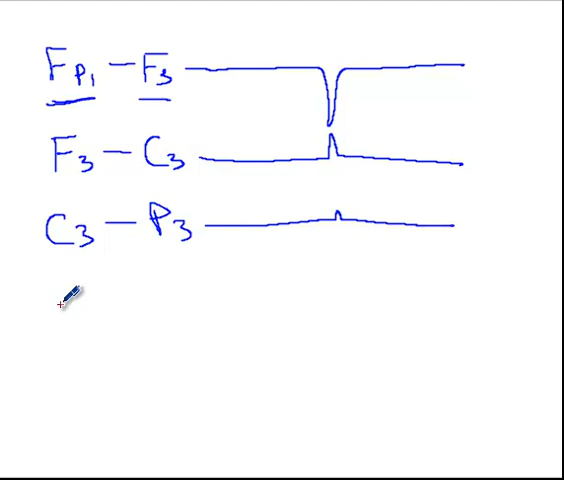 Fp1 — F3
F3 — C3
C3 — P3